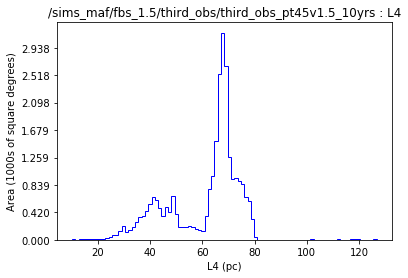 /sims_maf/fbs_1.5/third_obs/third_obs_pt45v1.5_10yrs : L4
2.938
2.518
2.098
1.679
1.259
0.839
0.420
0.000
Area (1000s of square degrees)
20 40 60 80 100 120
L4 (pc)